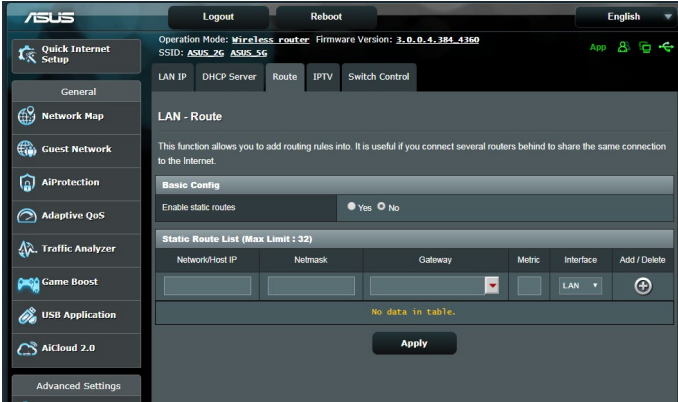 ASUS
Logout
Reboot
English
Operation Mode: Wireless router Firmware Version: 3.0.0.4.384_4360
SSID: ASUS_2G ASUS_5G
App
Quick Internet
Setup
General
Network Map
Guest Network
AiProtection
Adaptive QoS
Traffic Analyzer
Game Boost
USB Application
AiCloud 2.0
Advanced Settings
LAN IP DHCP Server Route IPTV Switch Control
LAN - Route
This function allows you to add routing rules into. It is useful if you connect several routers behind to share the same connection
to the Internet.
Basic Config
Enable static routes Yes No
Static Route List (Max Limit : 32)
Network/Host IP Netmask Gateway Metric Interface Add / Delete
LAN
No data in table.
Apply